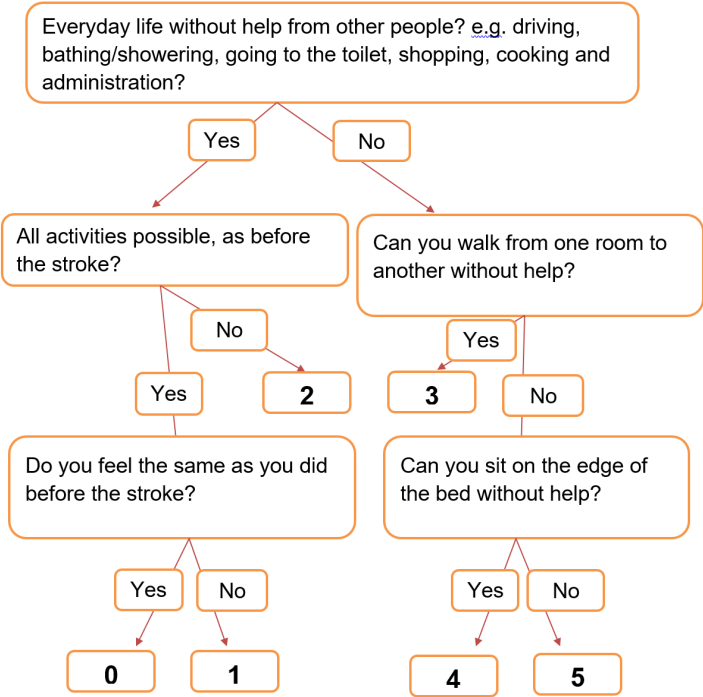 Everyday life without help from other people? e.g. driving,
bathing/showering, going to the toilet, shopping, cooking and
administration?
Yes
No
All activities possible, as before
the stroke?
Can you walk from one room to
another without help?
No
Yes
Yes
2
3
No
Do you feel the same as you did
before the stroke?
Can you sit on the edge of
the bed without help?
Yes
No
Yes
No
0
1
4
5